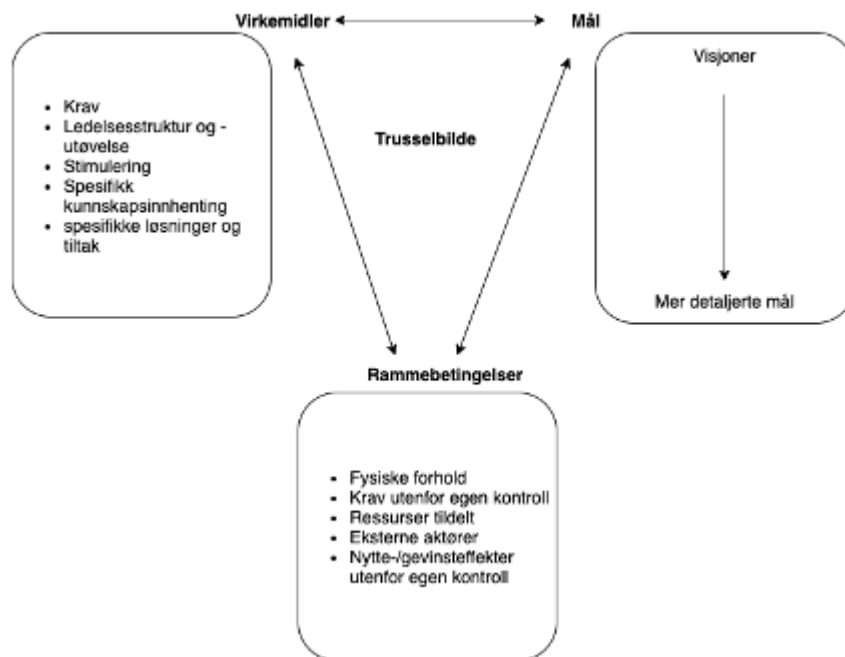 Virkemidler
Mål
Krav
Ledelsesstruktur og -
utøvelse
Stimulering
Spesifikk
kunnskapsinnhenting
spesifikke løsninger og
tiltak
Trusselbilde
Visjoner
Mer detaljerte mål
Rammebetingelser
Fysiske forhold
Krav utenfor egen kontroll
Ressurser tildelt
Eksterne aktører
Nytte-/gevinsteffekter
utenfor egen kontroll